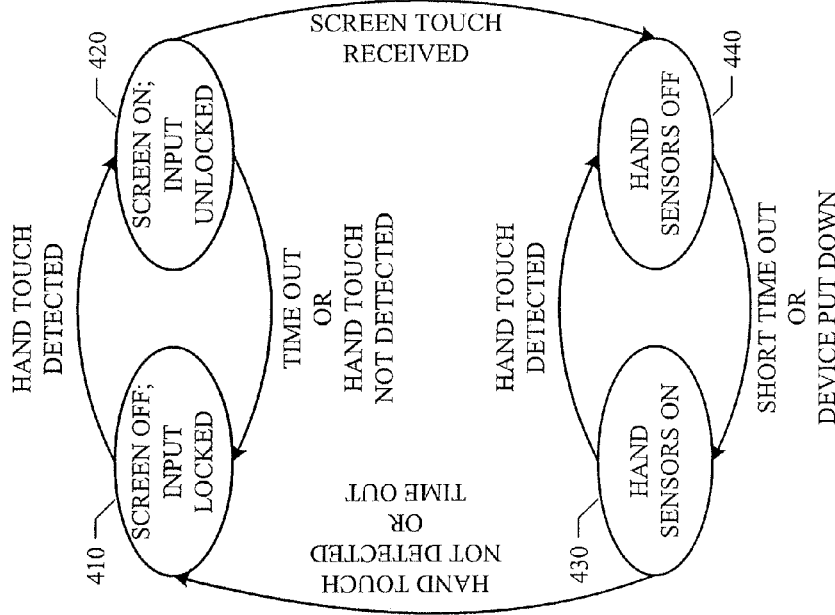 HAND TOUCH
DETECTED
410
SCREEN OFF;
INPUT
LOCKED
420
SCREEN ON;
INPUT
UNLOCKED
TIME OUT
OR
HAND TOUCH
NOT DETECTED
HAND TOUCH
NOT DETECTED
OR
TIME OUT
SCREEN TOUCH
RECEIVED
HAND TOUCH
DETECTED
430
HAND
SENSORS ON
440
HAND
SENSORS OFF
SHORT TIME OUT
OR
DEVICE PUT DOWN